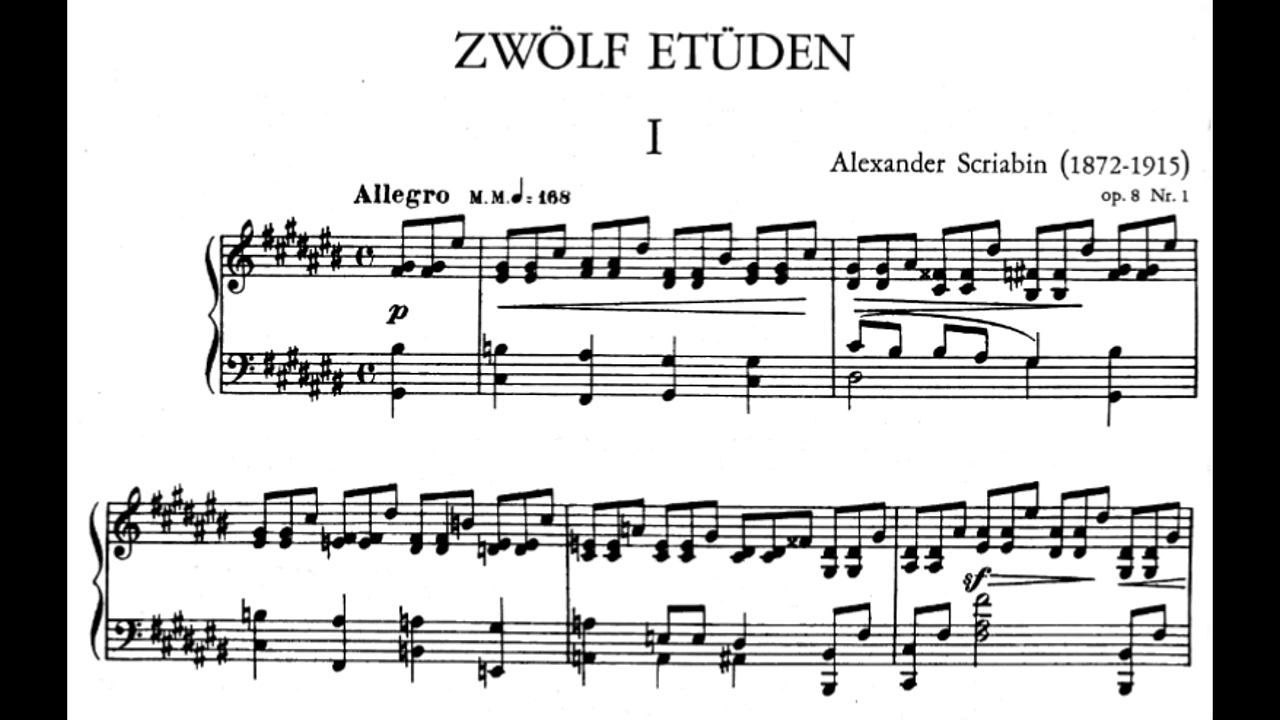 ZWÖLF ETÜDEN
I
Alexander Scriabin (1872-1915)
Allegro M.M. ♩= 168
op. 8 Nr. 1
p
sf